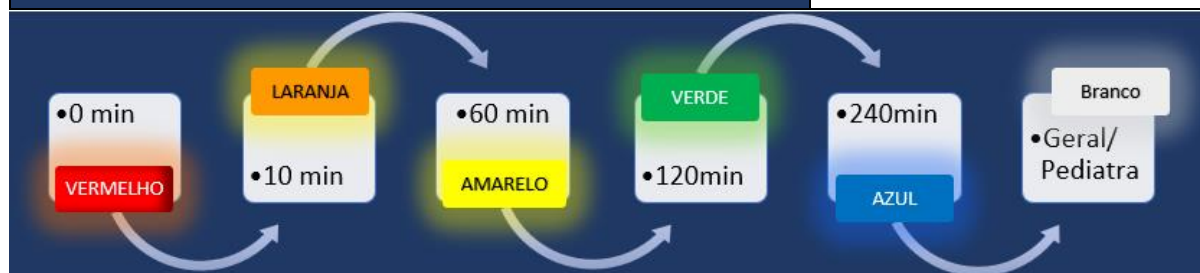 •0 min
VERMELHO
LARANJA
•10 min
•60 min
AMARELO
VERDE
•120min
•240min
AZUL
Branco
•Geral/
Pediatra